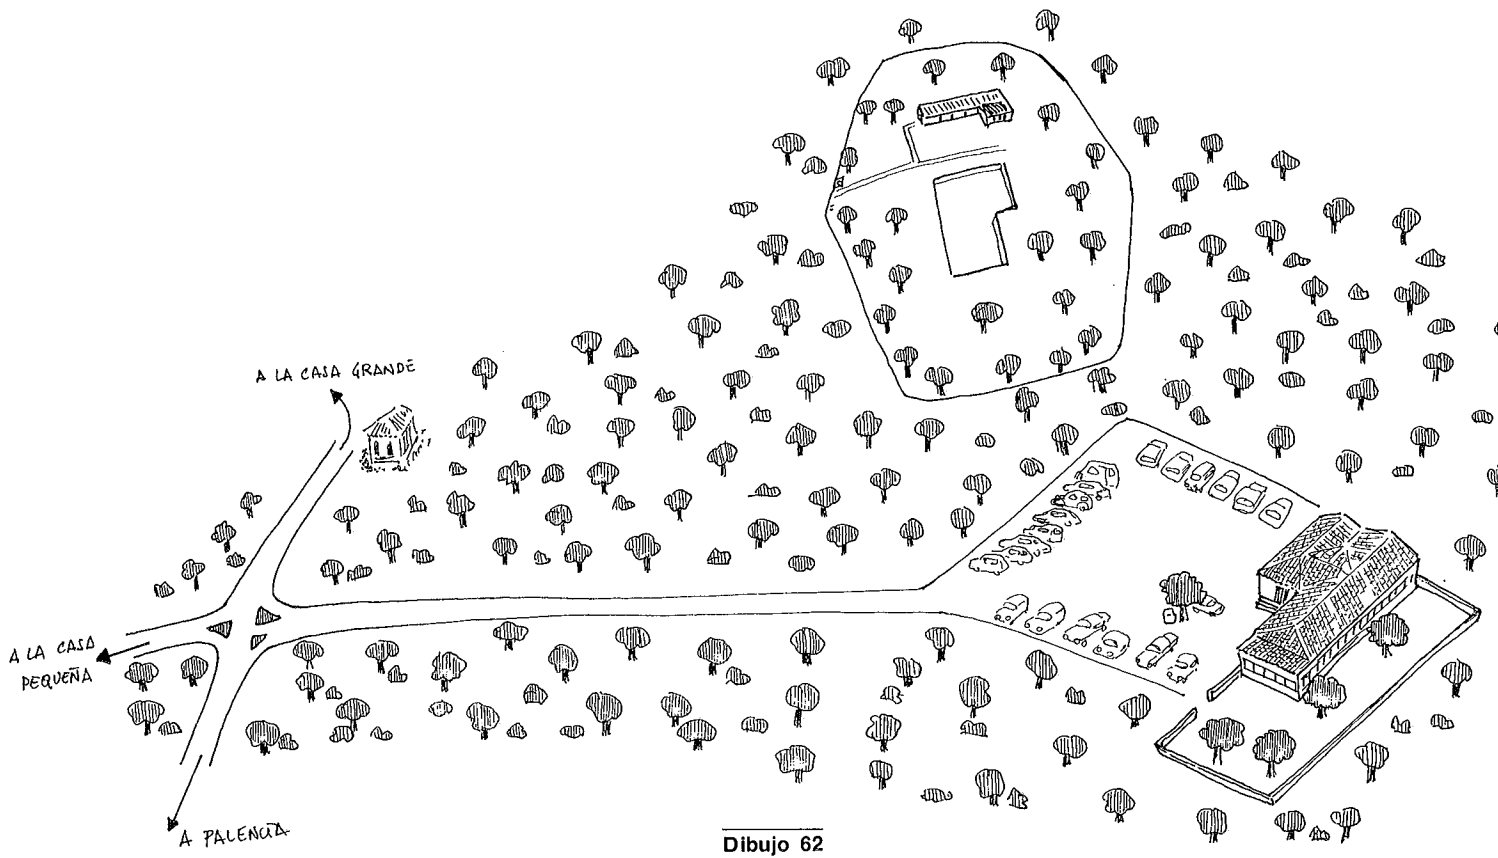 A LA CASA GRANDE
A LA CASA
PEQUEÑA
A PALENCIA
Dibujo 62